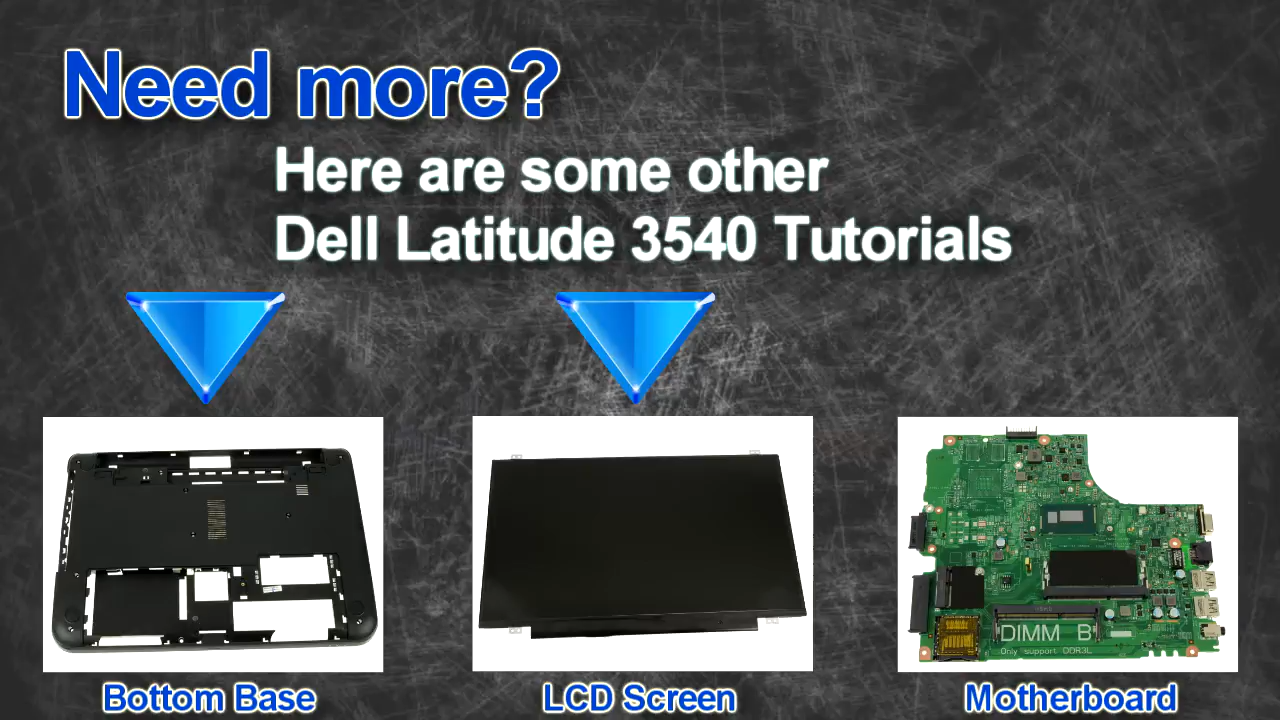 Need more?
Here are some other
Dell Latitude 3540 Tutorials
DIMM B
Only support DDR3L
Bottom Base
LCD Screen
Motherboard